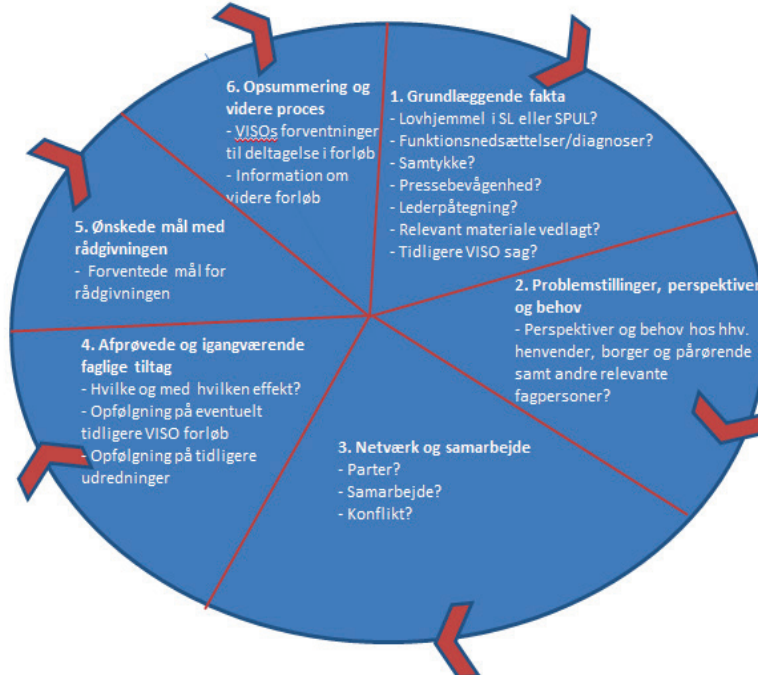 1. Grundlæggende fakta
- Lovhjemmel i SL eller SPUL?
- Funktionsnedsættelser/diagnoser?
- Samtykke?
- Pressebevågenhed?
- Lederpåtegning?
- Relevant materiale vedlagt?
- Tidligere VISO sag?
2. Problemstillinger, perspektiver
og behov
- Perspektiver og behov hos hhv.
henvender, borger og pårørende
samt andre relevante
fagpersoner?
3. Netværk og samarbejde
- Parter?
- Samarbejde?
- Konflikt?
4. Afprøvede og igangværende
faglige tiltag
- Hvilke og med hvilken effekt?
- Opfølgning på eventuelt
tidligere VISO forløb
- Opfølgning på tidligere
udredninger
5. Ønskede mål med
rådgivningen
- Forventede mål for
rådgivningen
6. Opsummering og
videre proces
- VISOs forventninger
til deltagelse i forløb
- Information om
videre forløb